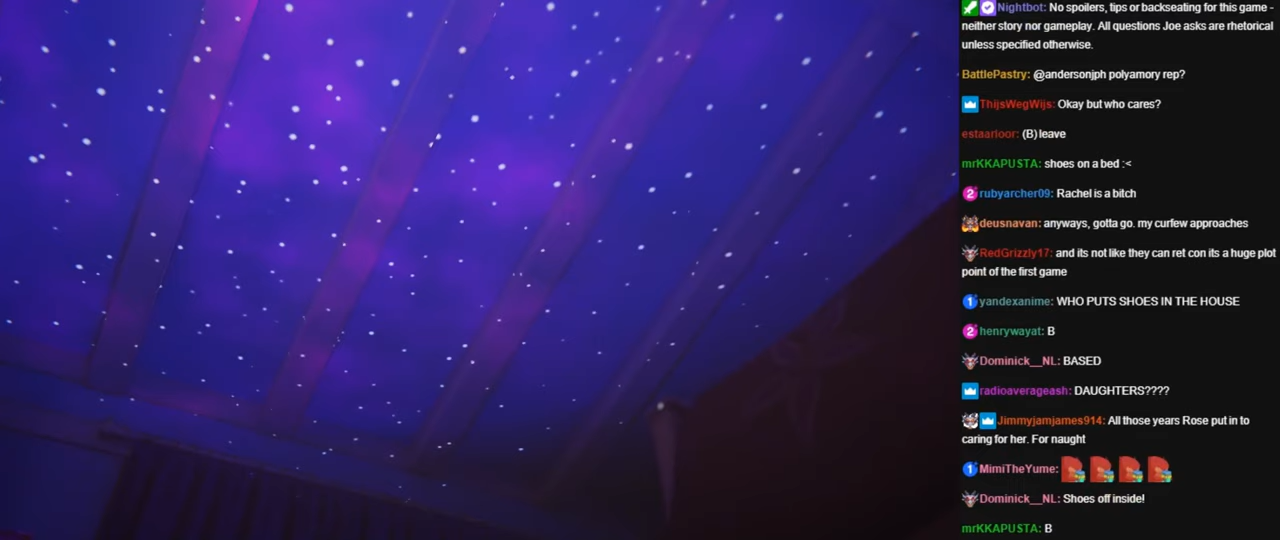 Nightbot: No spoilers, tips or backseating for this game -
neither story nor gameplay. All questions Joe asks are rhetorical
unless specified otherwise.
BattlePastry: @andersonjph polyamory rep?
ThijsWegWijs: Okay but who cares?
estaarloor: (B) leave
mrKKAPUSTA: shoes on a bed :<
2 rubyarcher09: Rachel is a bitch
deusnavan: anyways, gotta go. my curfew approaches
RedGrizzly17: and its not like they can ret con its a huge plot
point of the first game
1 yandexanime: WHO PUTS SHOES IN THE HOUSE
2 henrywayat: B
Dominick__NL: BASED
radioaverageash: DAUGHTERS????
Jimmyjamjames914: All those years Rose put in to
caring for her. For naught
1 MimiTheYume:
Dominick__NL: Shoes off inside!
mrKKAPUSTA: B